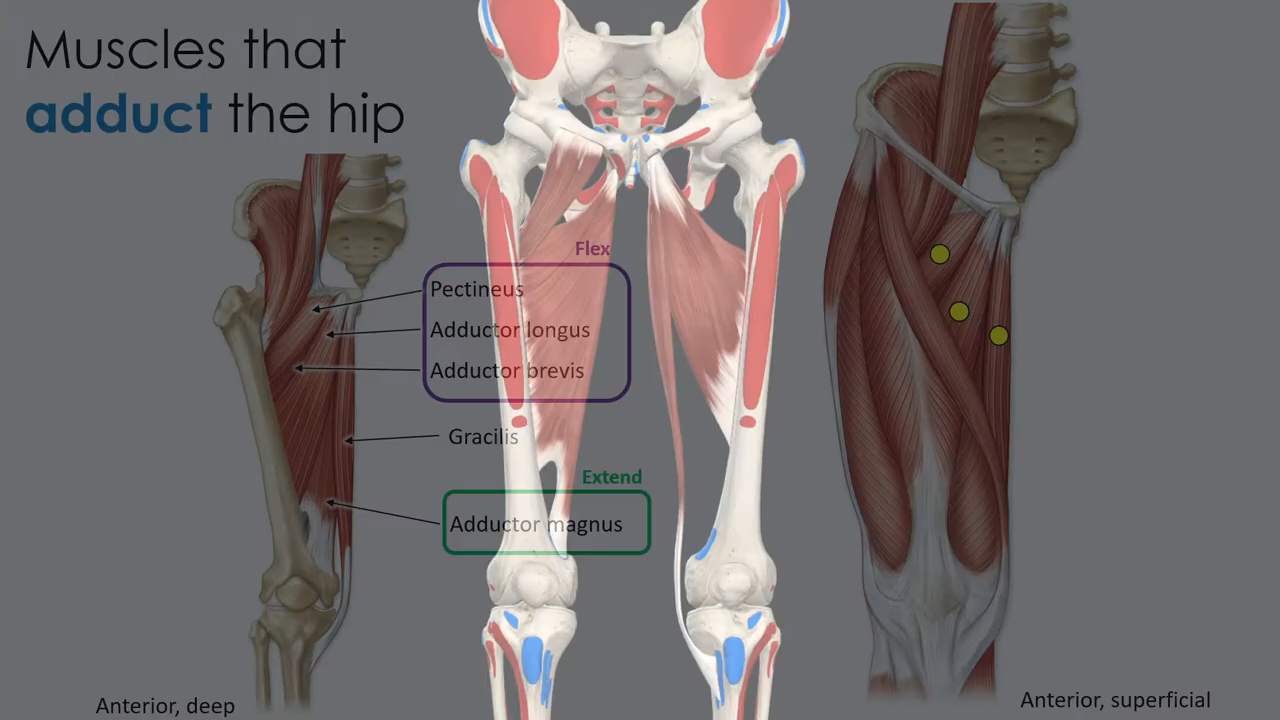 Muscles that
adduct the hip
Flex
Pectineus
Adductor longus
Adductor brevis
Gracilis
Extend
Adductor magnus
Anterior, deep
Anterior, superficial